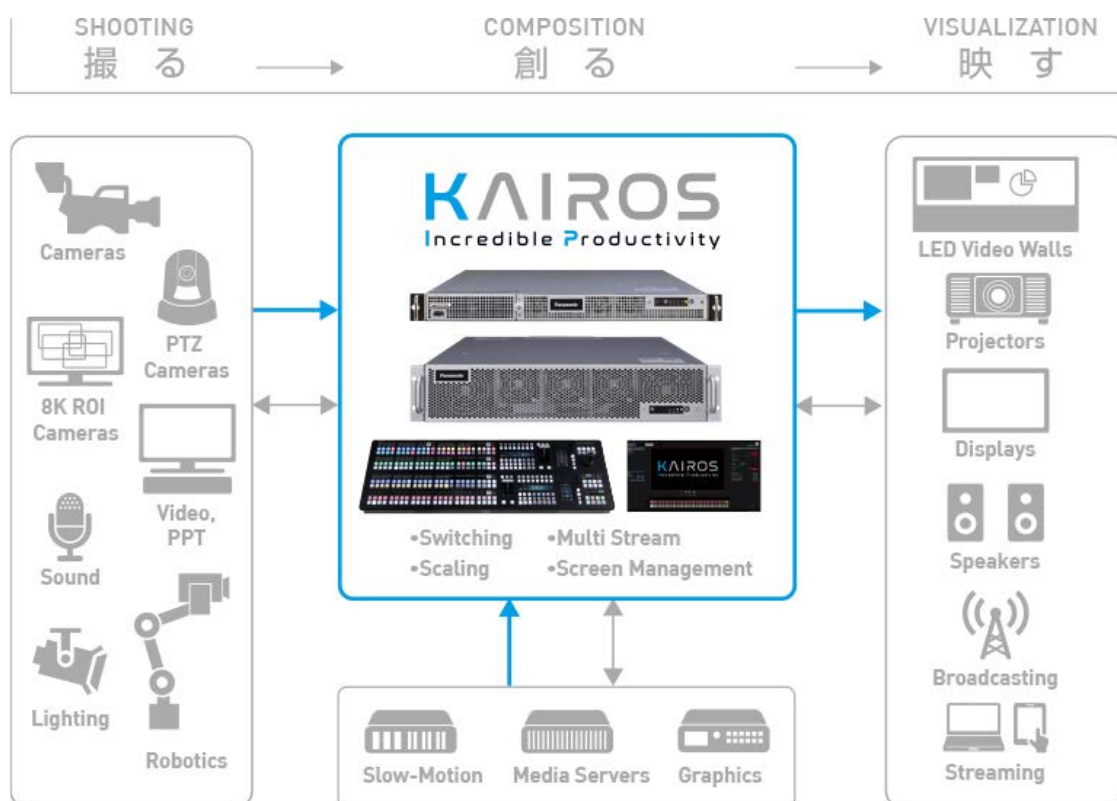 SHOOTING
撮 る
COMPOSITION
創 る
VISUALIZATION
映 す
Cameras
PTZ
Cameras
8K ROI
Cameras
Video,
PPT
Sound
Lighting
Robotics
KAIROS
Incredible Productivity
Panasonic
Panasonic
KAIROS
Incredible Productivity
•Switching
•Multi Stream
•Scaling
•Screen Management
Slow-Motion
Media Servers
Graphics
LED Video Walls
Projectors
Displays
Speakers
Broadcasting
Streaming